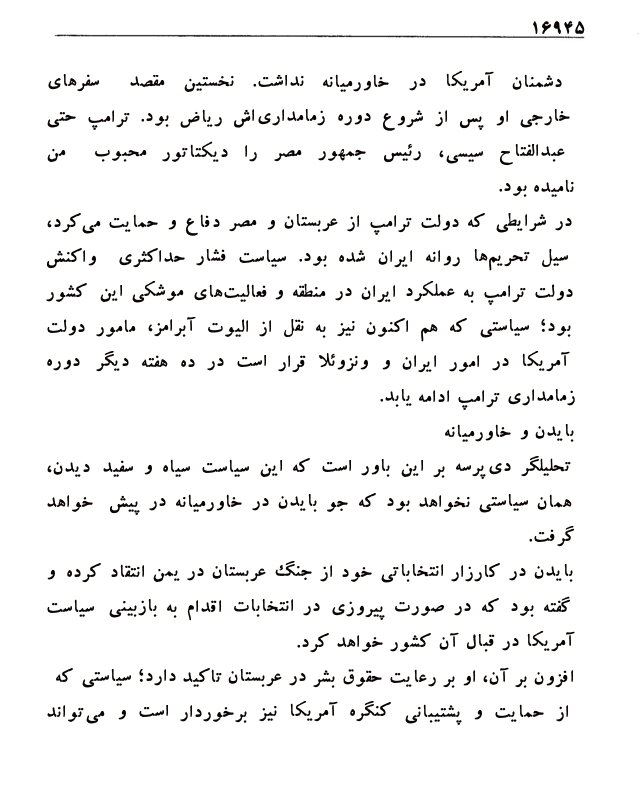 ۱۶۹۴۵
دشمنان آمریکا در خاورمیانه نداشت. نخستین مقصد سفرهای
خارجی او پس از شروع دوره زمامداری‌اش ریاض بود. ترامپ حتی
عبدالفتاح سیسی، رئیس جمهور مصر را دیکتاتور محبوب من
نامیده بود.
در شرایطی که دولت ترامپ از عربستان و مصر دفاع و حمایت می‌کرد،
سیل تحریم‌ها روانه ایران شده بود. سیاست فشار حداکثری واکنش
دولت ترامپ به عملکرد ایران در منطقه و فعالیت‌های موشکی این کشور
بود؛ سیاستی که هم اکنون نیز به نقل از الیوت آبرامز، مامور دولت
آمریکا در امور ایران و ونزوئلا قرار است در ده هفته دیگر دوره
زمامداری ترامپ ادامه یابد.
بایدن و خاورمیانه
تحلیلگر دی‌پرسه بر این باور است که این سیاست سیاه و سفید دیدن،
همان سیاستی نخواهد بود که جو بایدن در خاورمیانه در پیش خواهد
گرفت.
بایدن در کارزار انتخاباتی خود از جنگ عربستان در یمن انتقاد کرده و
گفته بود که در صورت پیروزی در انتخابات اقدام به بازبینی سیاست
آمریکا در قبال آن کشور خواهد کرد.
افزون بر آن، او بر رعایت حقوق بشر در عربستان تاکید دارد؛ سیاستی که
از حمایت و پشتیبانی کنگره آمریکا نیز برخوردار است و می‌تواند